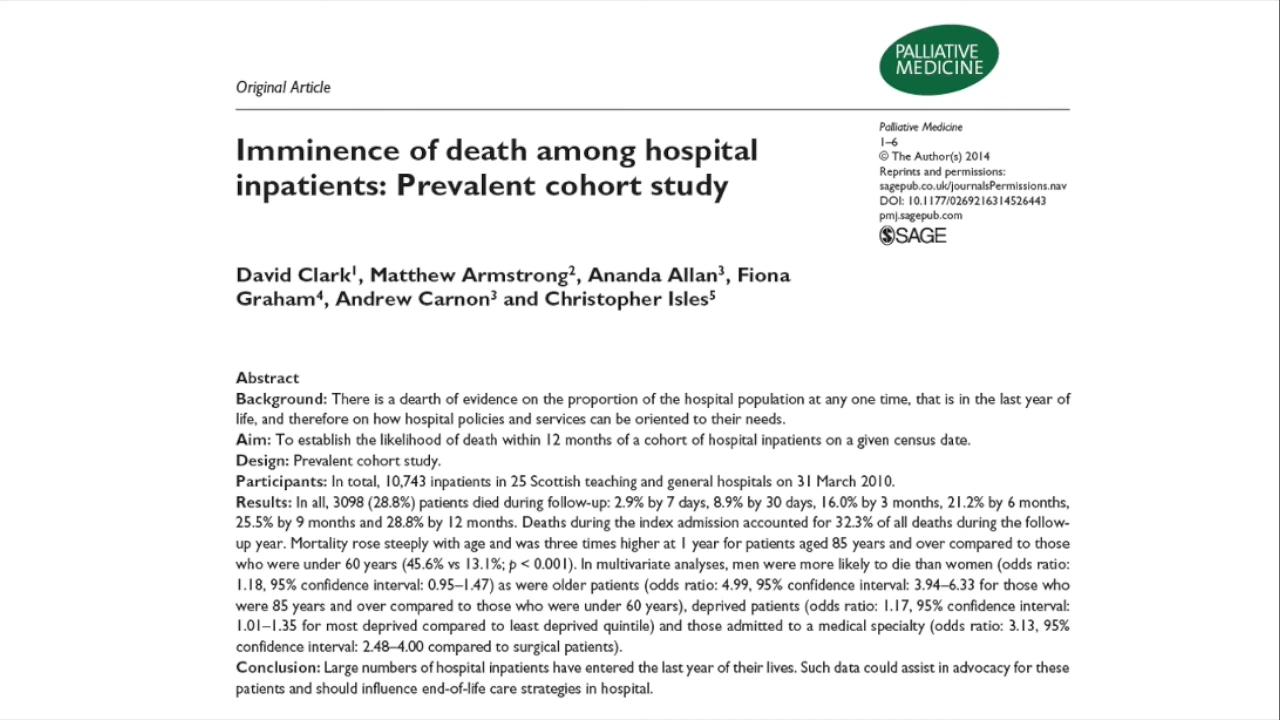 PALLIATIVE
MEDICINE
Original Article
Imminence of death among hospital
inpatients: Prevalent cohort study
Palliative Medicine
1–6
© The Author(s) 2014
Reprints and permissions:
sagepub.co.uk/journalsPermissions.nav
DOI: 10.1177/0269216314526443
pmj.sagepub.com
SAGE
David Clark1, Matthew Armstrong2, Ananda Allan3, Fiona
Graham4, Andrew Carnon3 and Christopher Isles5
Abstract
Background: There is a dearth of evidence on the proportion of the hospital population at any one time, that is in the last year of
life, and therefore on how hospital policies and services can be oriented to their needs.
Aim: To establish the likelihood of death within 12 months of a cohort of hospital inpatients on a given census date.
Design: Prevalent cohort study.
Participants: In total, 10,743 inpatients in 25 Scottish teaching and general hospitals on 31 March 2010.
Results: In all, 3098 (28.8%) patients died during follow-up: 2.9% by 7 days, 8.9% by 30 days, 16.0% by 3 months, 21.2% by 6 months,
25.5% by 9 months and 28.8% by 12 months. Deaths during the index admission accounted for 32.3% of all deaths during the follow-
up year. Mortality rose steeply with age and was three times higher at 1 year for patients aged 85 years and over compared to those
who were under 60 years (45.6% vs 13.1%; p < 0.001). In multivariate analyses, men were more likely to die than women (odds ratio:
1.18, 95% confidence interval: 0.95–1.47) as were older patients (odds ratio: 4.99, 95% confidence interval: 3.94–6.33 for those who
were 85 years and over compared to those who were under 60 years), deprived patients (odds ratio: 1.17, 95% confidence interval:
1.01–1.35 for most deprived compared to least deprived quintile) and those admitted to a medical specialty (odds ratio: 3.13, 95%
confidence interval: 2.48–4.00 compared to surgical patients).
Conclusion: Large numbers of hospital inpatients have entered the last year of their lives. Such data could assist in advocacy for these
patients and should influence end-of-life care strategies in hospital.